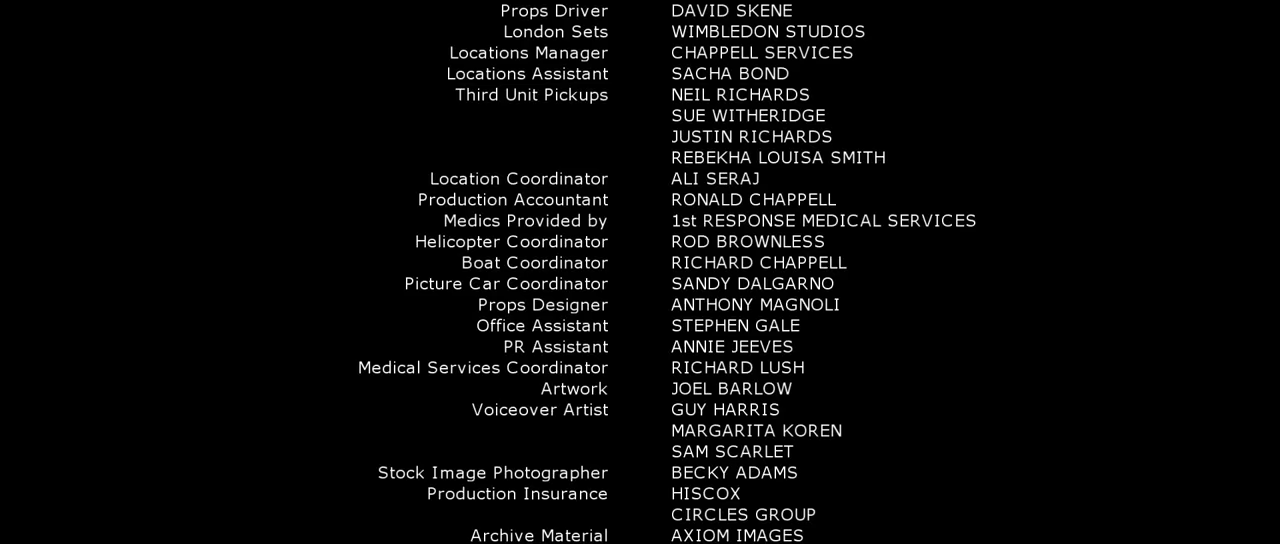 Props Driver DAVID SKENE
London Sets WIMBLEDON STUDIOS
Locations Manager CHAPPELL SERVICES
Locations Assistant SACHA BOND
Third Unit Pickups NEIL RICHARDS
SUE WITHERIDGE
JUSTIN RICHARDS
REBEKHA LOUISA SMITH
Location Coordinator ALI SERAJ
Production Accountant RONALD CHAPPELL
Medics Provided by 1st RESPONSE MEDICAL SERVICES
Helicopter Coordinator ROD BROWNLESS
Boat Coordinator RICHARD CHAPPELL
Picture Car Coordinator SANDY DALGARNO
Props Designer ANTHONY MAGNOLI
Office Assistant STEPHEN GALE
PR Assistant ANNIE JEEVES
Medical Services Coordinator RICHARD LUSH
Artwork JOEL BARLOW
Voiceover Artist GUY HARRIS
MARGARITA KOREN
SAM SCARLET
Stock Image Photographer BECKY ADAMS
Production Insurance HISCOX
CIRCLES GROUP
Archive Material AXIOM IMAGES